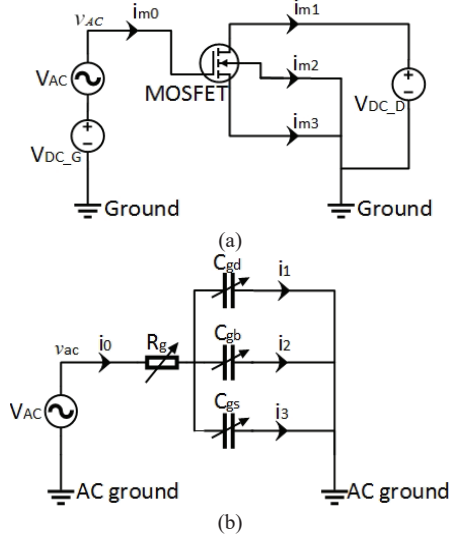 vAC im0 im1
VAC im2 VDC_D
MOSFET
VDC_G im3
Ground Ground
(a)
Cgd i1
vac i0 Rg Cgb i2
VAC Cgs i3
AC ground AC ground
(b)